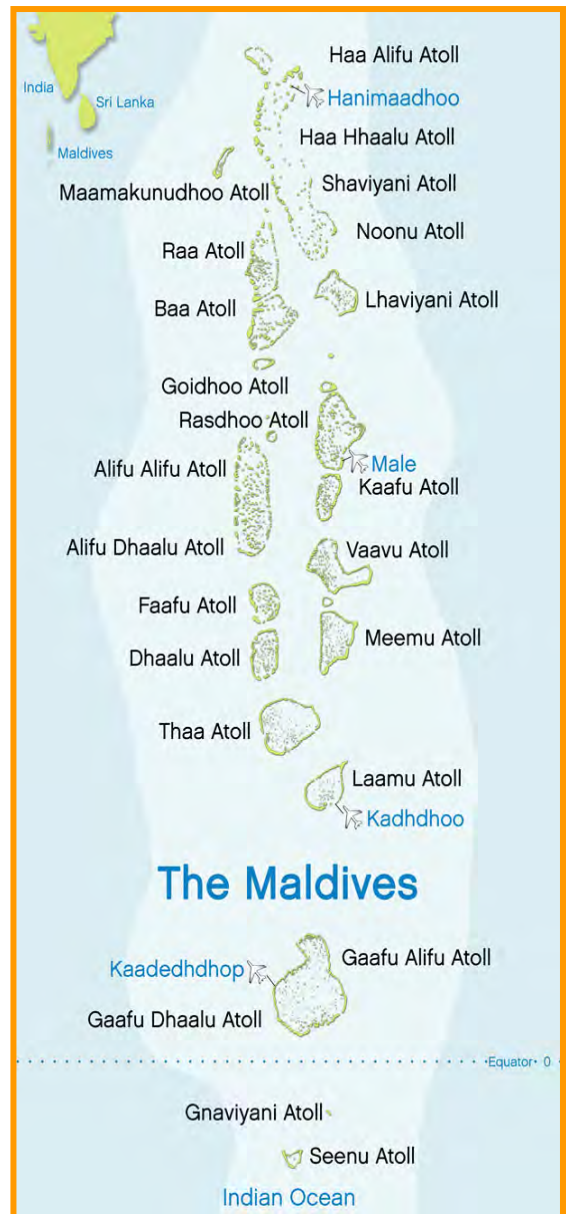 Haa Alifu Atoll
India
Hanimaadhoo
Sri Lanka
Haa Hhaalu Atoll
Maldives
Shaviyani Atoll
Maamakunudhoo Atoll
Noonu Atoll
Raa Atoll
Lhaviyani Atoll
Baa Atoll
Goidhoo Atoll
Rasdhoo Atoll
Male
Alifu Alifu Atoll
Kaafu Atoll
Alifu Dhaalu Atoll
Vaavu Atoll
Faafu Atoll
Meemu Atoll
Dhaalu Atoll
Thaa Atoll
Laamu Atoll
Kadhdhoo
The Maldives
Gaafu Alifu Atoll
Kaadedhdhop
Gaafu Dhaalu Atoll
Equator 0
Gnaviyani Atoll
Seenu Atoll
Indian Ocean